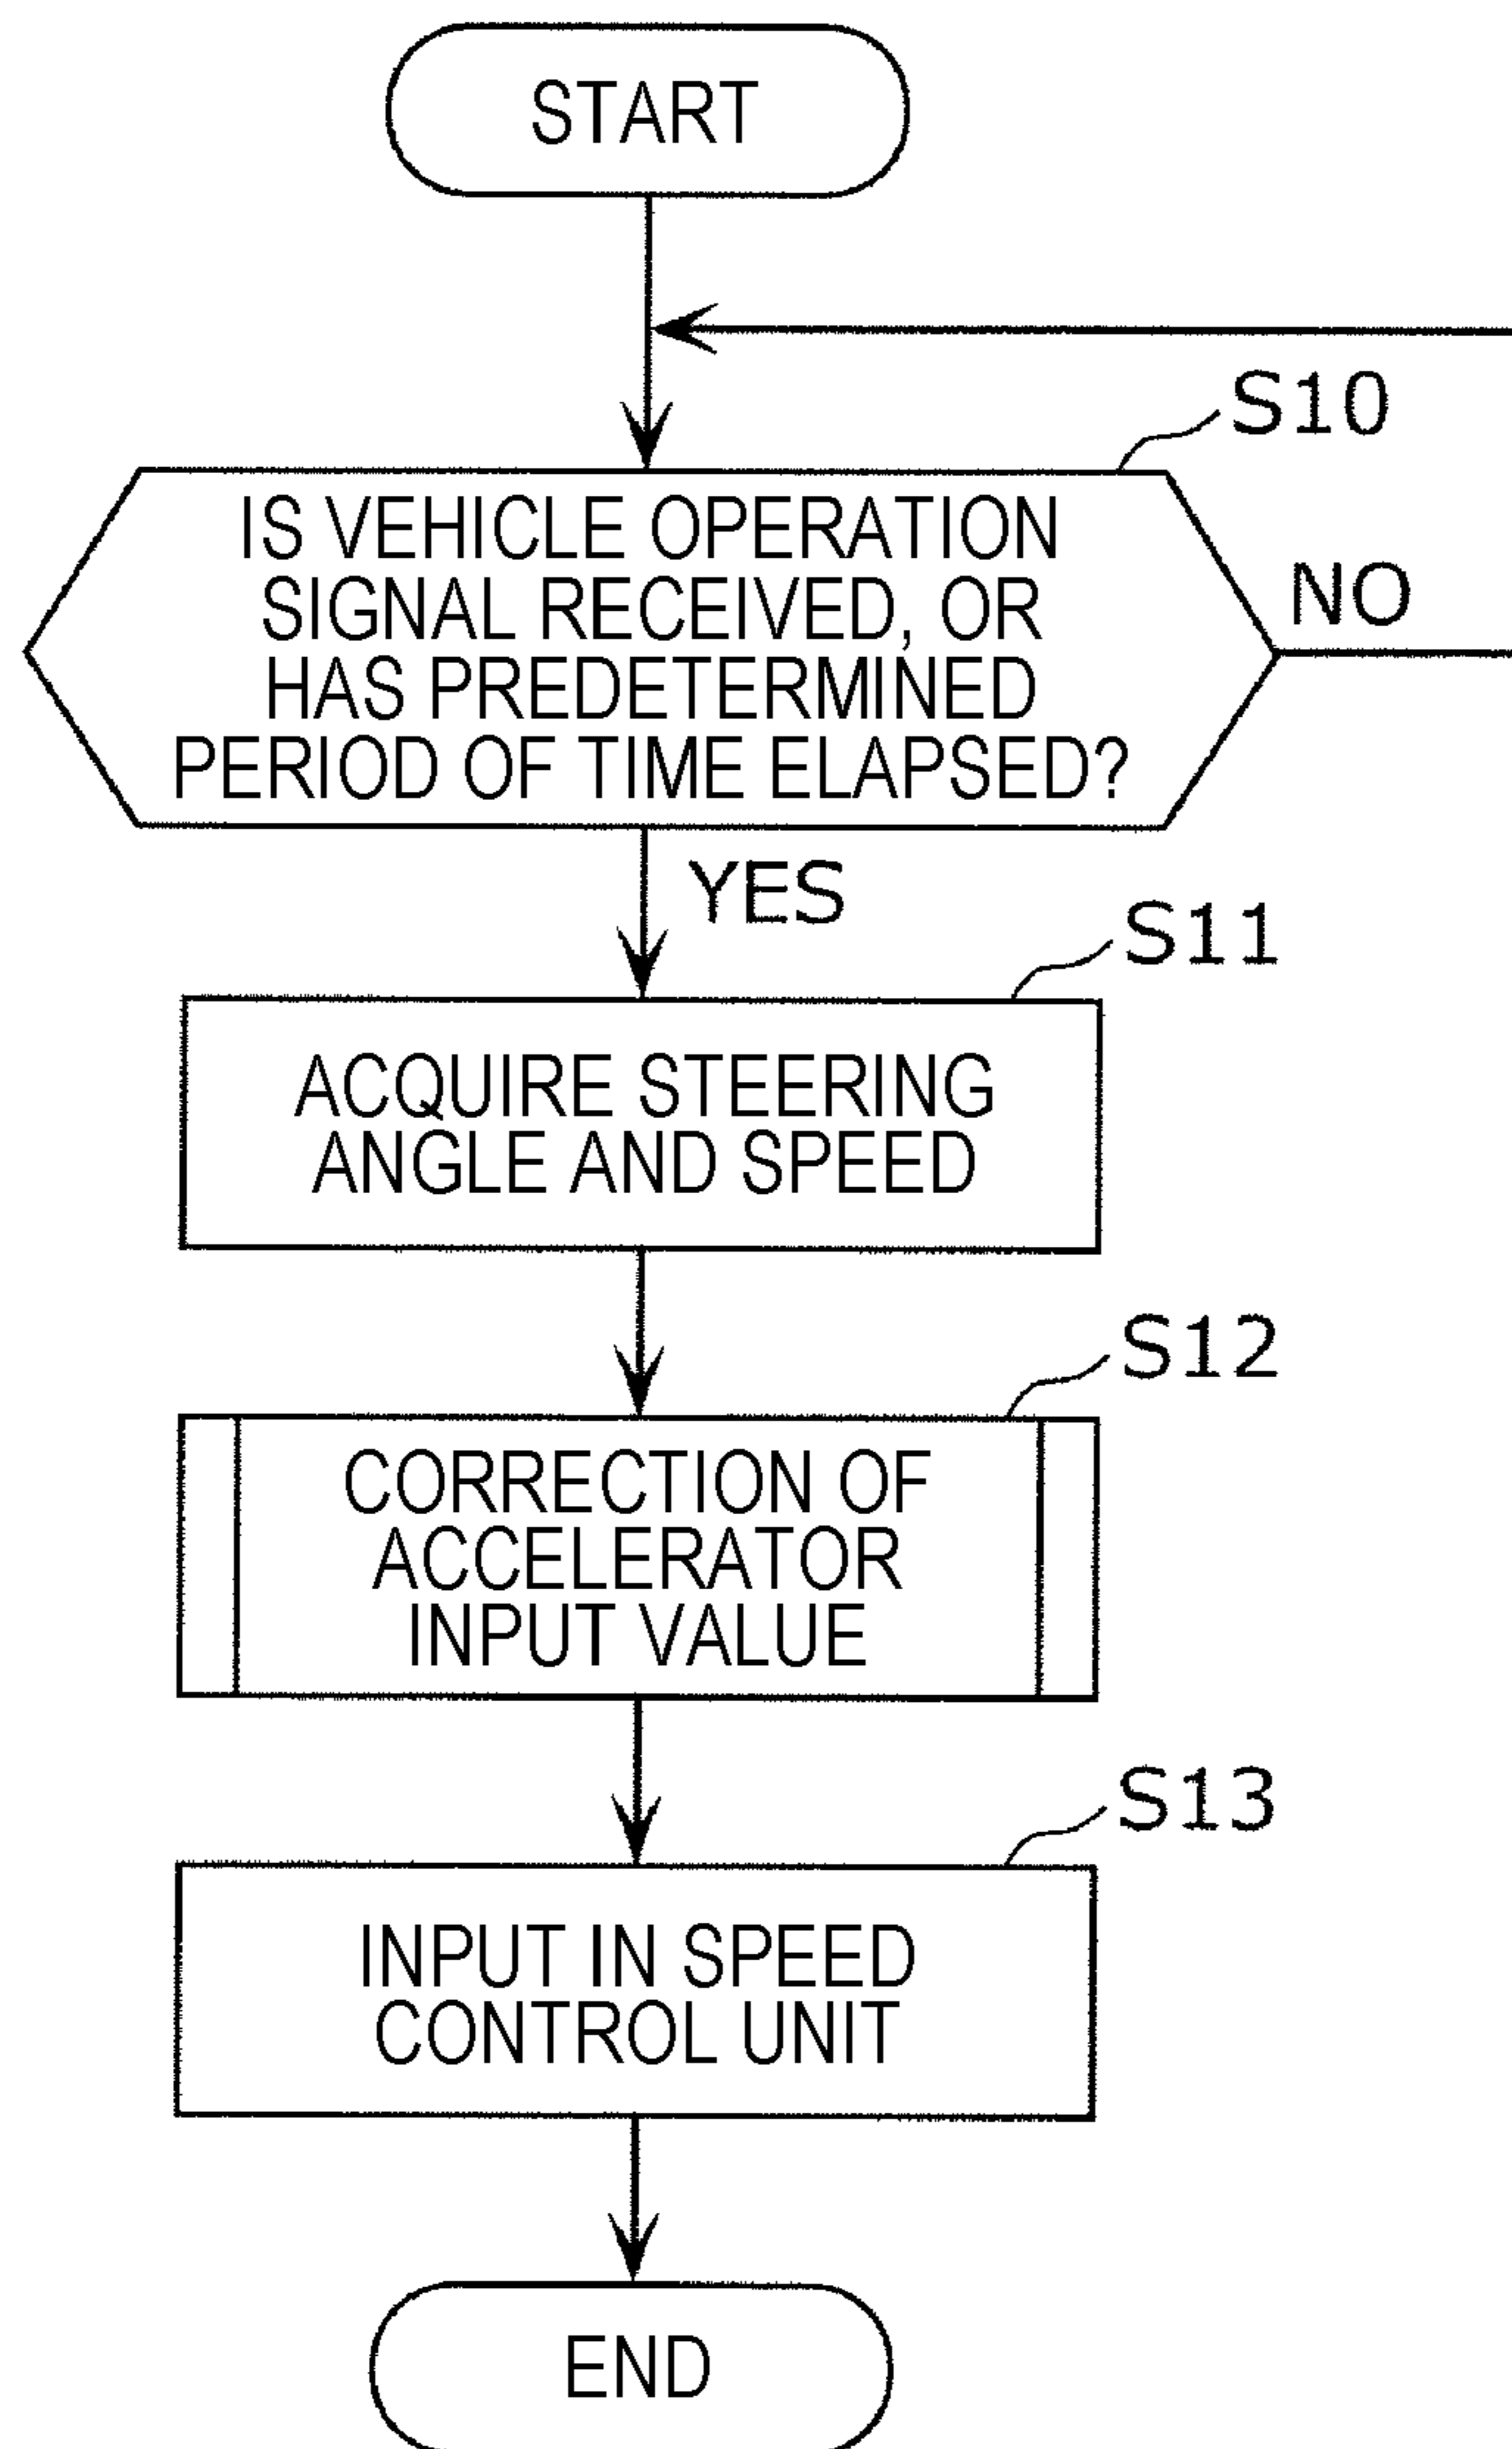 START
S10
IS VEHICLE OPERATION
SIGNAL RECEIVED, OR
HAS PREDETERMINED
PERIOD OF TIME ELAPSED?
NO
YES
S11
ACQUIRE STEERING
ANGLE AND SPEED
S12
CORRECTION OF
ACCELERATOR
INPUT VALUE
S13
INPUT IN SPEED
CONTROL UNIT
END